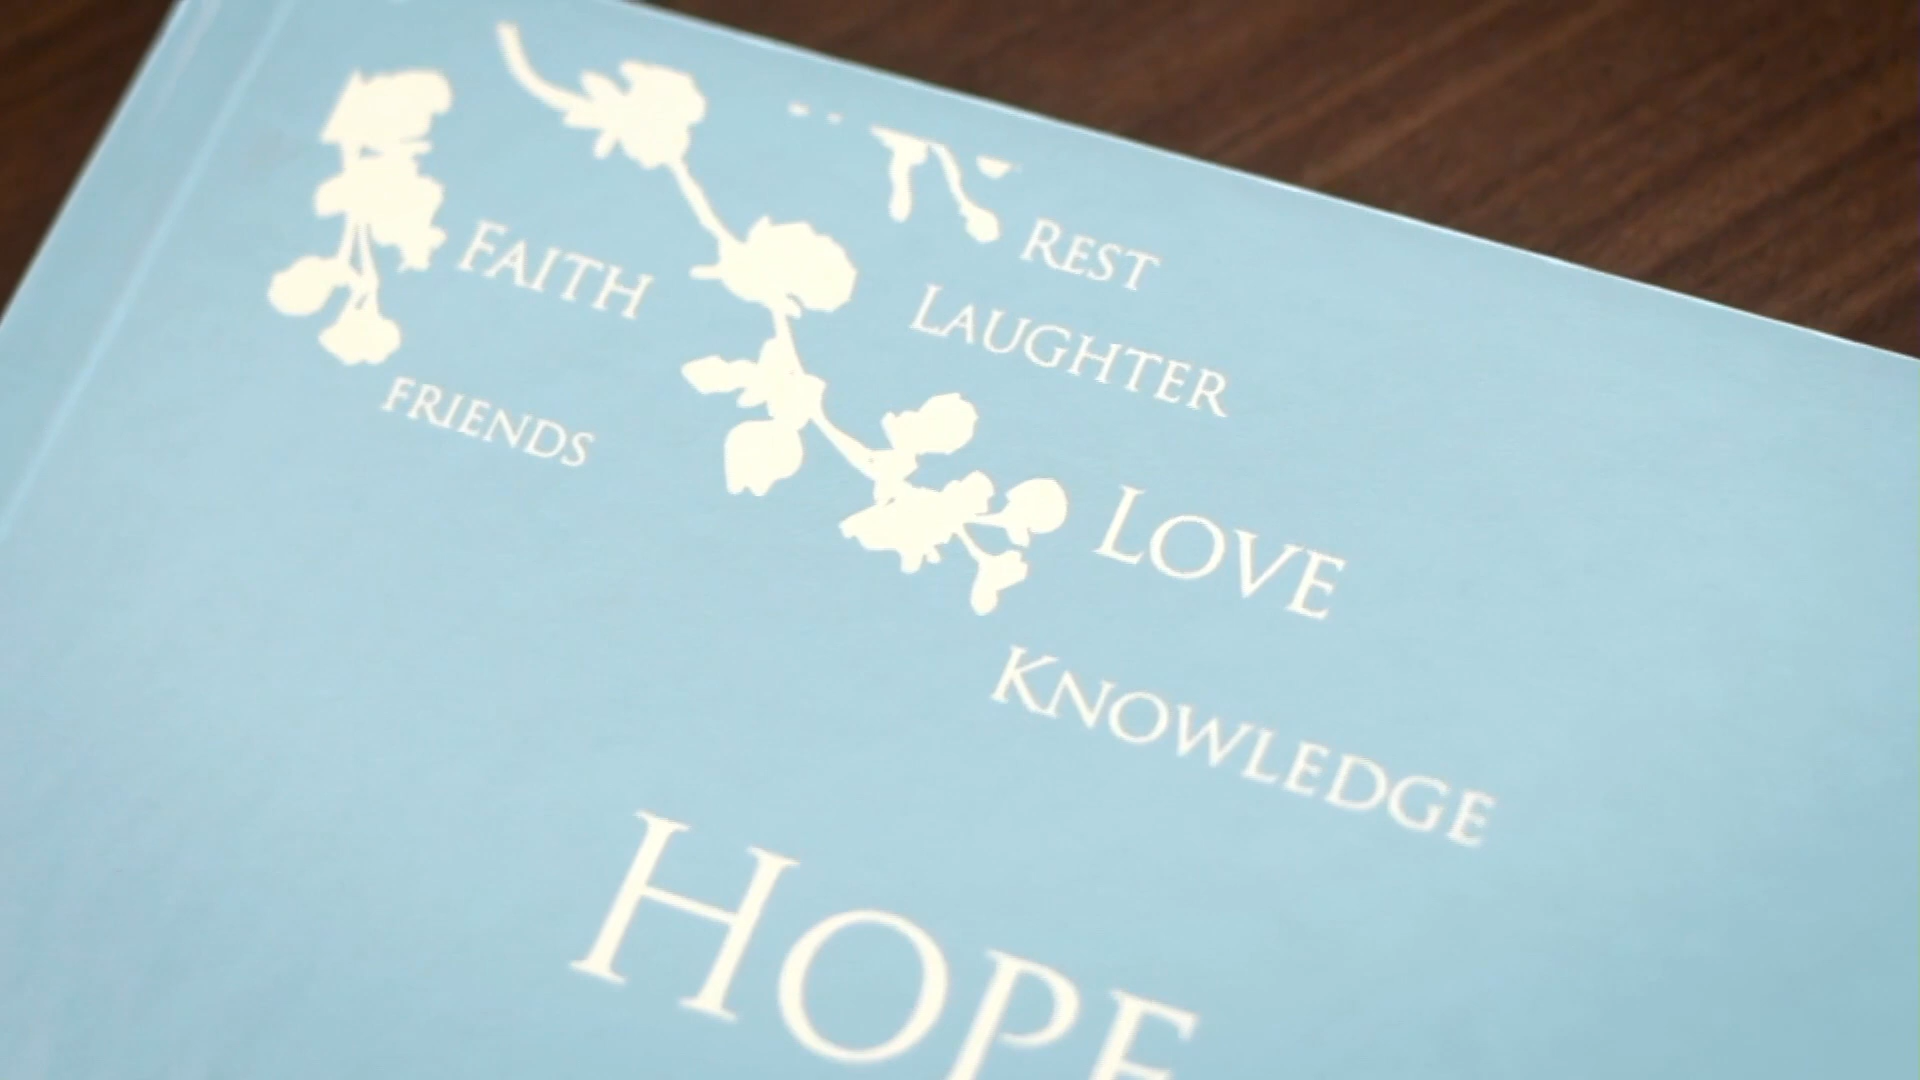 REST
FAITH
LAUGHTER
FRIENDS
LOVE
KNOWLEDGE
HOPE